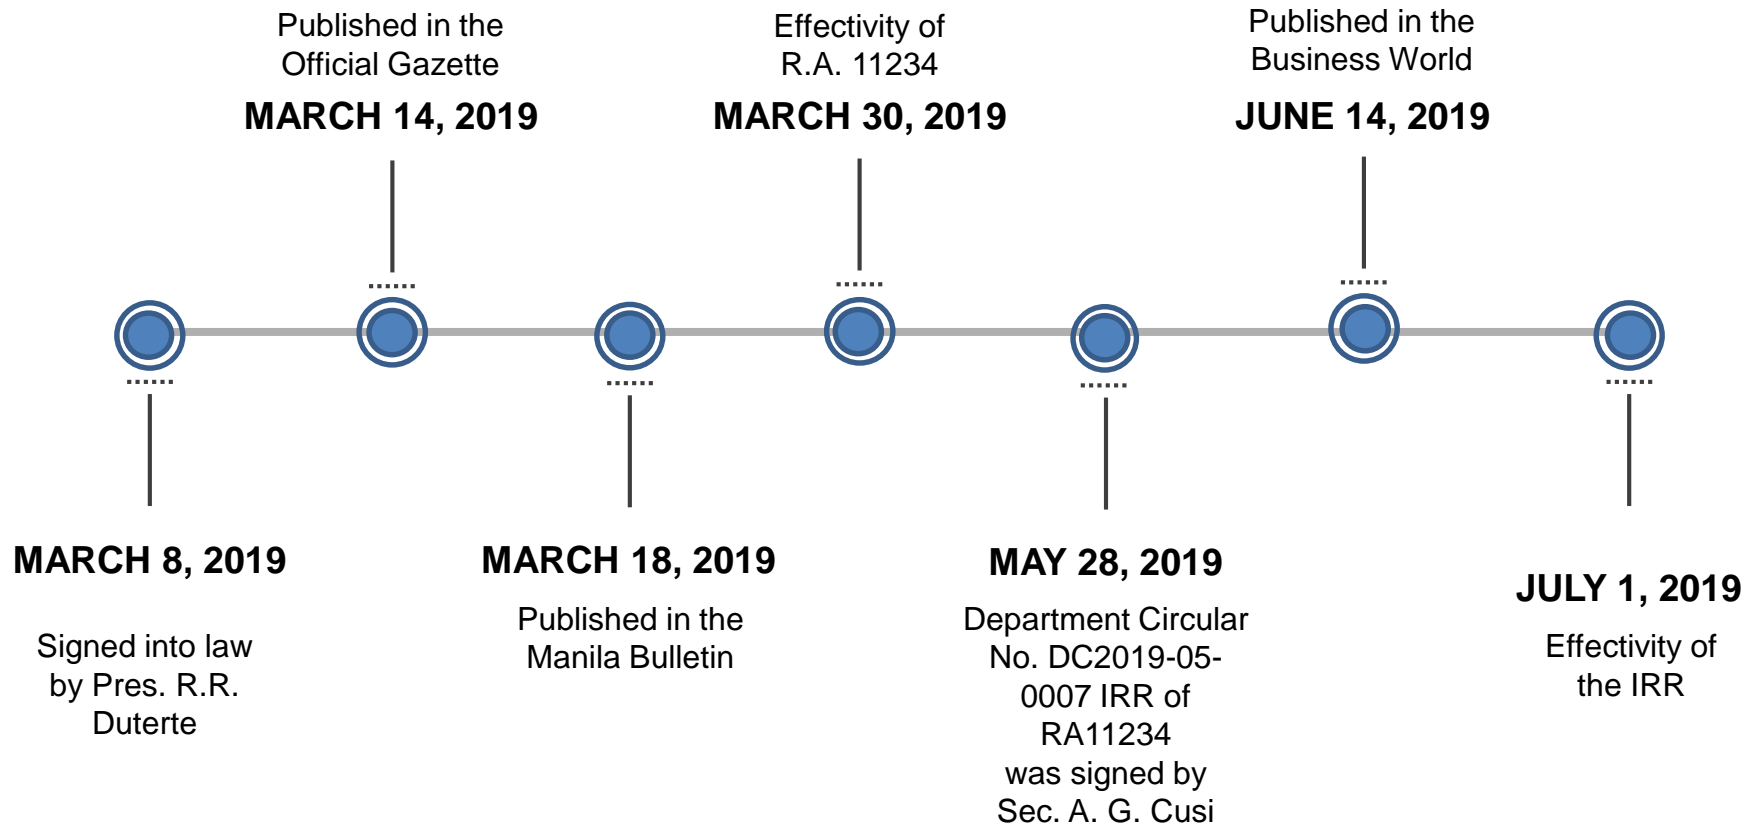 Published in the
Official Gazette
MARCH 14, 2019
Effectivity of
R.A. 11234
MARCH 30, 2019
Published in the
Business World
JUNE 14, 2019
MARCH 8, 2019
Signed into law
by Pres. R.R.
Duterte
MARCH 18, 2019
Published in the
Manila Bulletin
MAY 28, 2019
Department Circular
No. DC2019-05-
0007 IRR of
RA11234
was signed by
Sec. A. G. Cusi
JULY 1, 2019
Effectivity of
the IRR